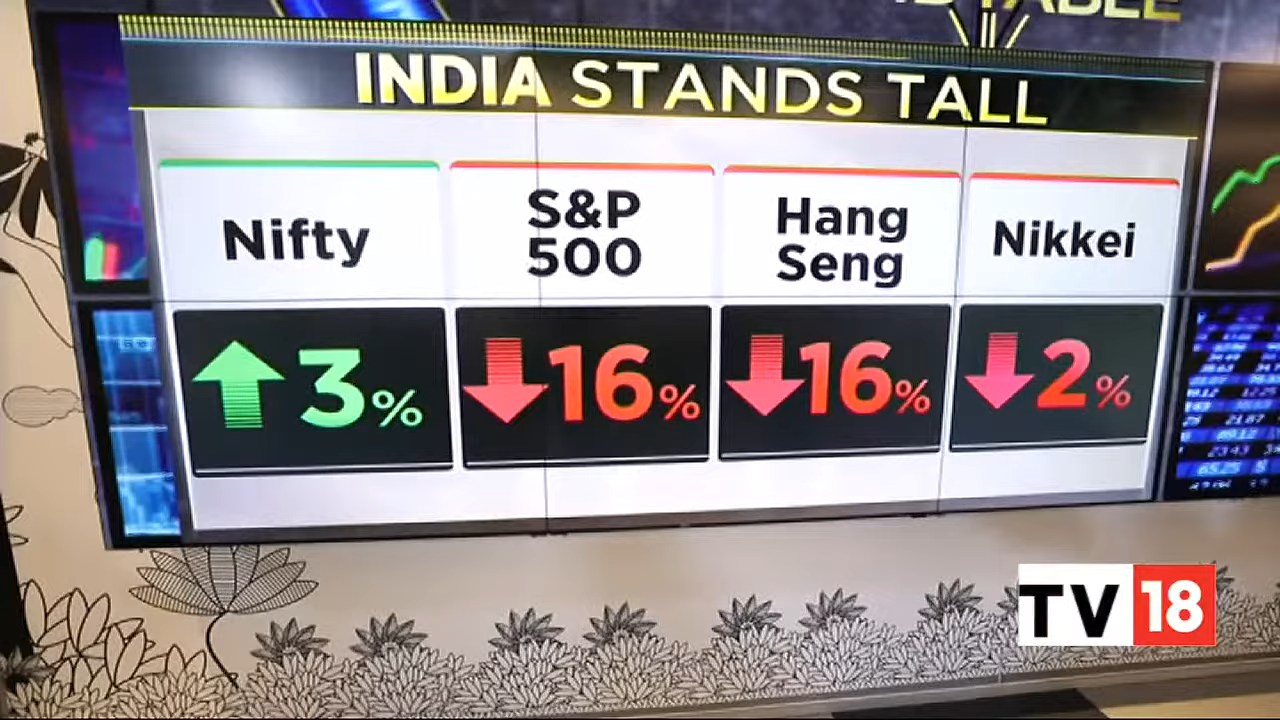 INDIA STANDS TALL
Nifty
S&P
500
Hang
Seng
Nikkei
3%
16%
16%
2%
TV18